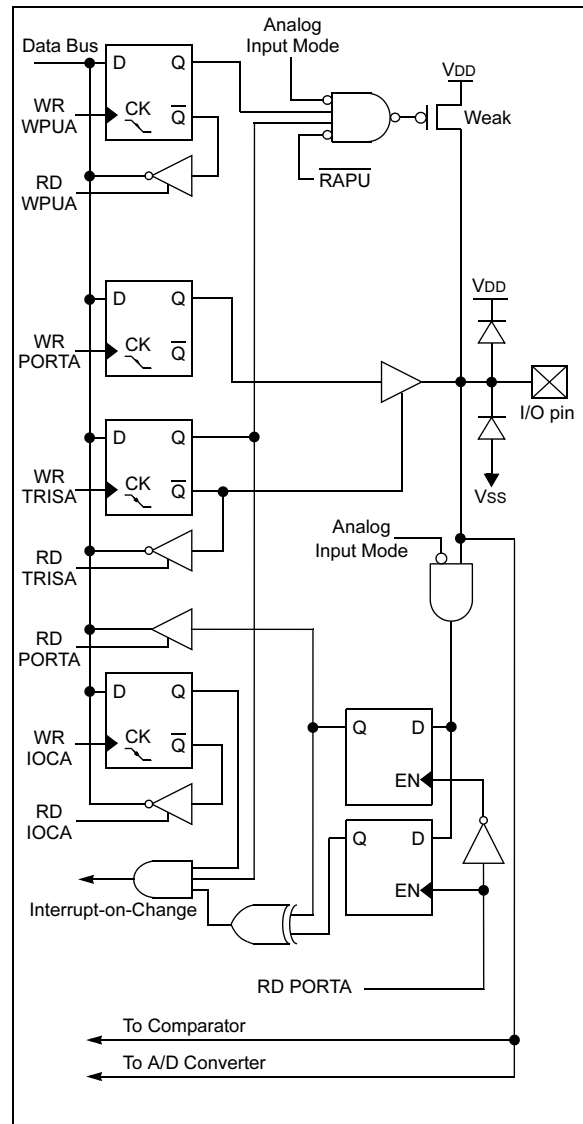 Analog
Input Mode
Data Bus
D
Q
VDD
WR
WPUA
CK
Q
Weak
RD
WPUA
RAPU
D
Q
VDD
WR
PORTA
CK
Q
I/O pin
D
Q
WR
TRISA
CK
Q
VSS
Analog
Input Mode
RD
TRISA
RD
PORTA
D
Q
Q
D
WR
IOCA
CK
Q
EN
RD
IOCA
Q
D
Interrupt-on-Change
EN
RD PORTA
To Comparator
To A/D Converter